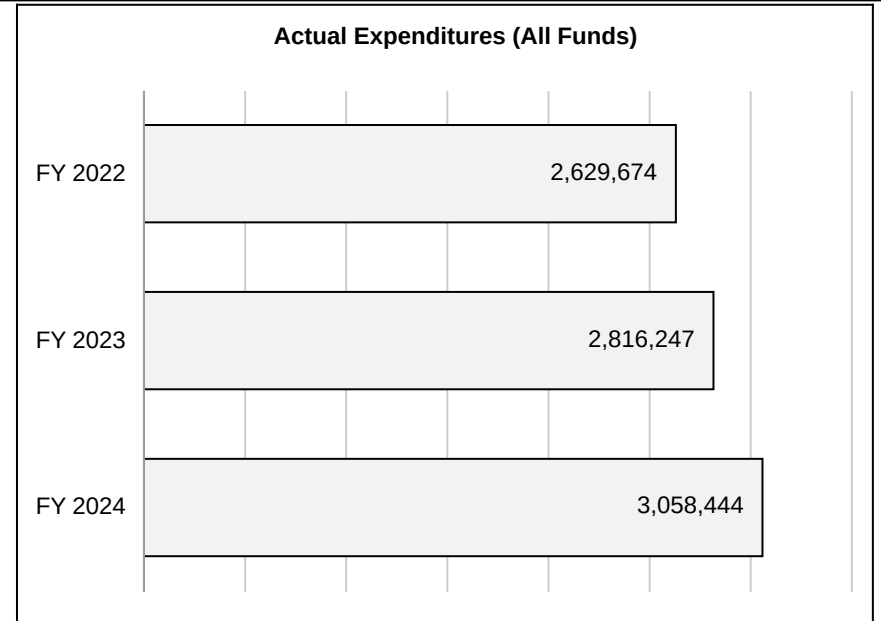 Actual Expenditures (All Funds)
FY 2022
2,629,674
FY 2023
2,816,247
FY 2024
3,058,444